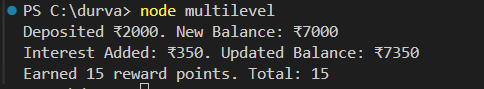 PS C:\durva> node multilevel
Deposited ₹2000. New Balance: ₹7000
Interest Added: ₹350. Updated Balance: ₹7350
Earned 15 reward points. Total: 15